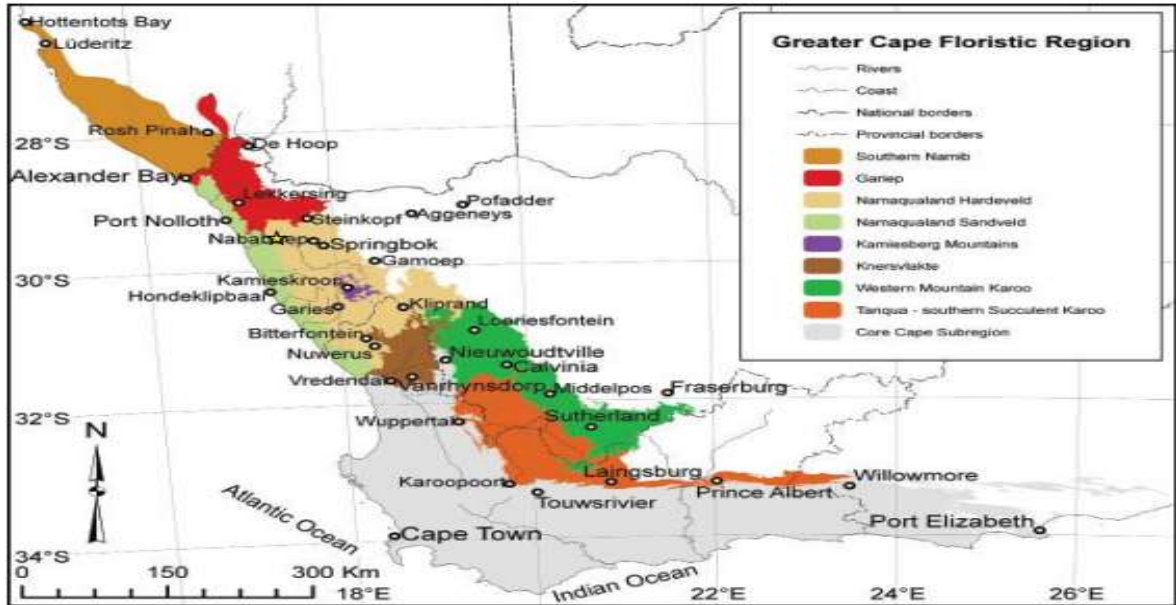 Hottentots Bay
Lüderitz
Greater Cape Floristic Region
Rivers
Coast
National borders
Provincial borders
Southern Namib
Gariep
Namaqualand Hardeveld
Namaqualand Sandveld
Kamiesberg Mountains
Knersvlakte
Western Mountain Karoo
Tanqua - southern Succulent Karoo
Core Cape Subregion
Rosh Pinah
28°S
De Hoop
Alexander Bay
Lekkersing
Pofadder
Port Nolloth
Steinkopf
Aggeneys
Springbok
Gamoep
30°S
Kamieskroon
Hondeklipbaai
Garies
Kliprand
Loeriesfontein
Bitterfontein
Nuwerus
Nieuwoudtville
Calvinia
Vredendal
Vanrhynsdorp
Middelpos
Fraserburg
32°S
Wuppertal
Sutherland
N
Laingsburg
Willowmore
Karoopoort
Prince Albert
Touwsrivier
Atlantic Ocean
Port Elizabeth
Cape Town
34°S
Indian Ocean
0
150
300 Km
18°E
22°E
24°E
26°E